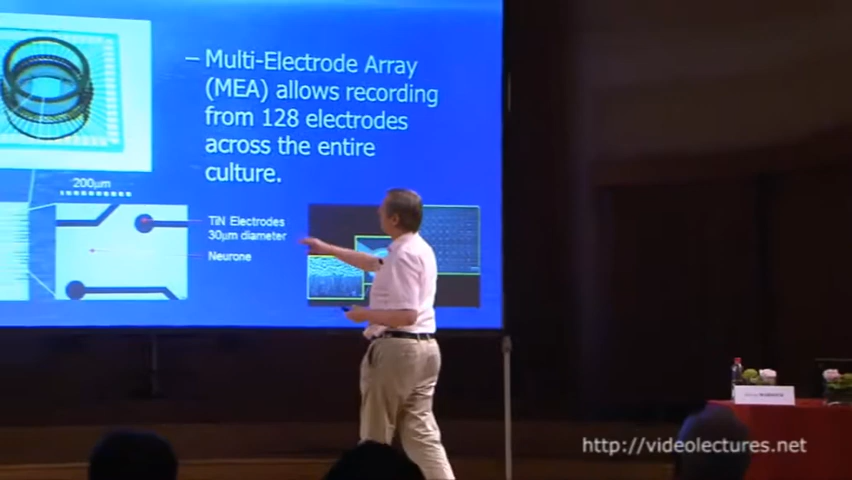 – Multi-Electrode Array
(MEA) allows recording
from 128 electrodes
across the entire
culture.
200µm
TiN Electrodes
30µm diameter
Neurone
http://videolectures.net